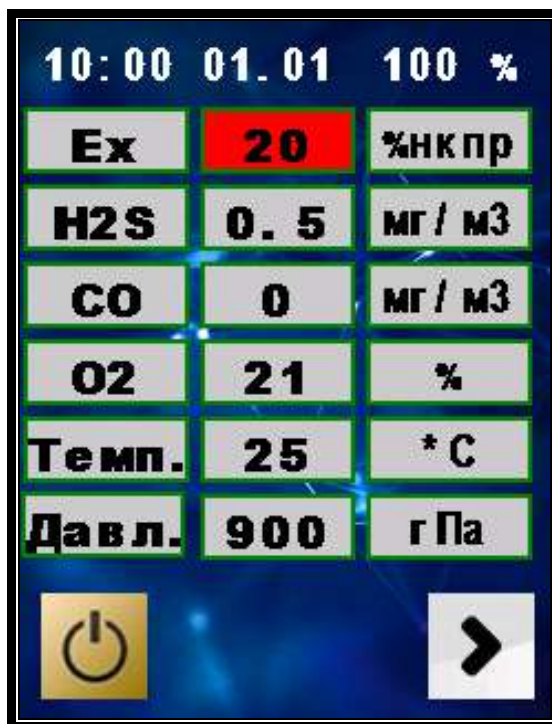 10:00 01.01 100 %
Ex 20 %нкпр
H2S 0.5 мг/м3
CO 0 мг/м3
O2 21 %
Темп. 25 *C
Давл. 900 гПа